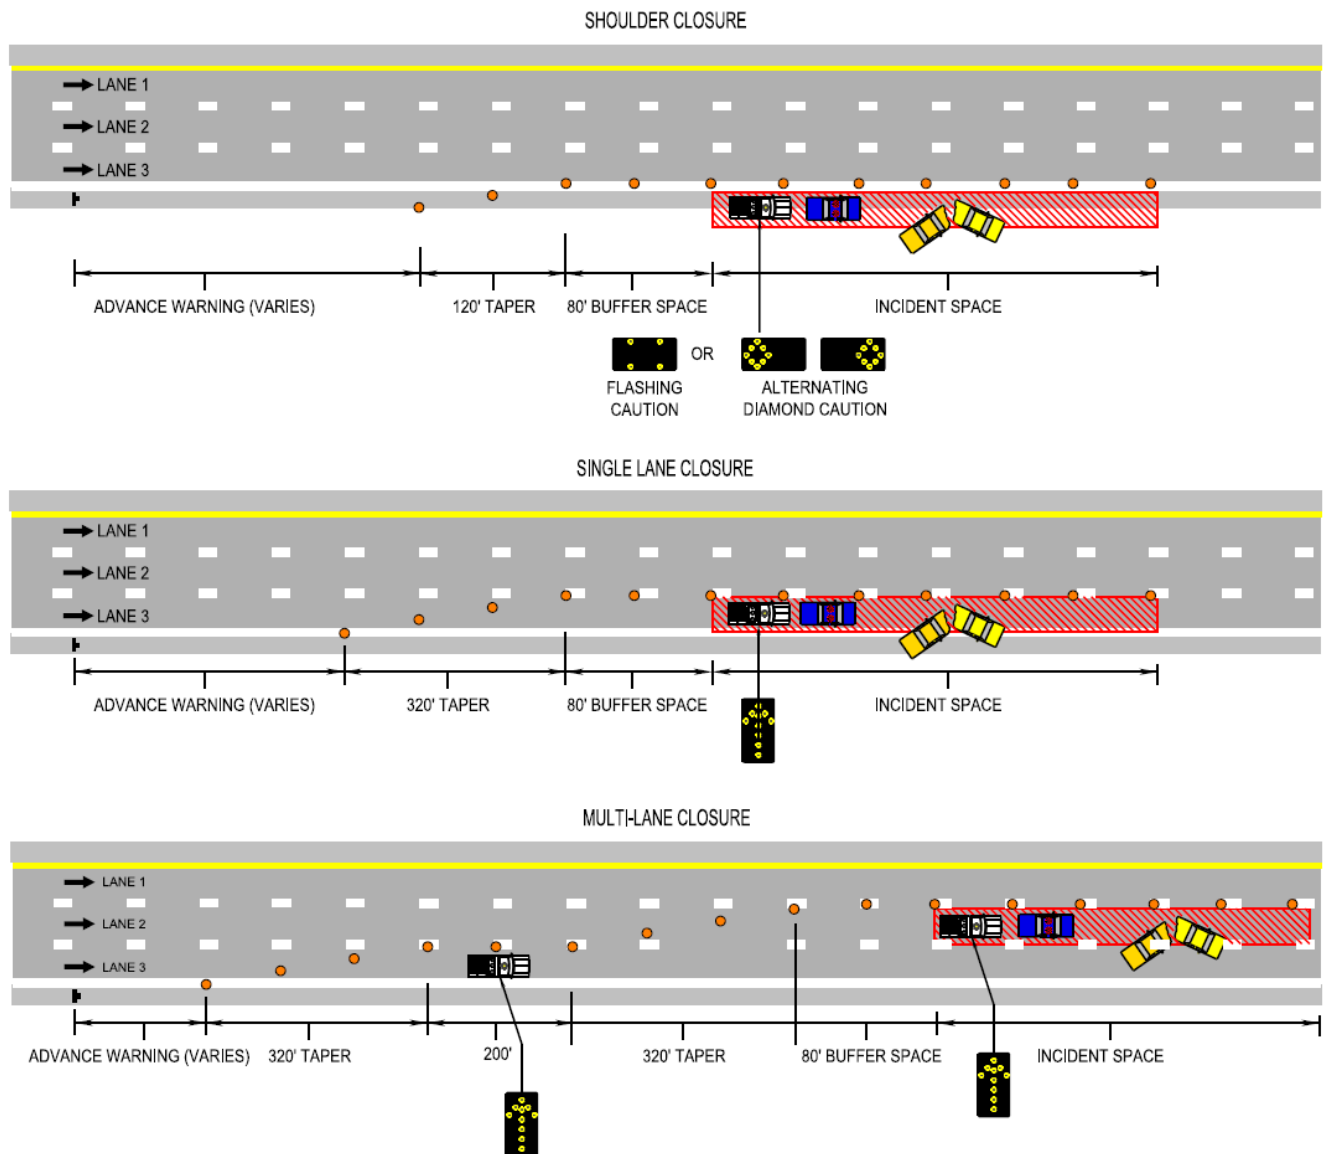 SHOULDER CLOSURE
LANE 1
LANE 2
LANE 3
ADVANCE WARNING (VARIES) 120' TAPER 80' BUFFER SPACE INCIDENT SPACE
OR
FLASHING CAUTION
ALTERNATING DIAMOND CAUTION
SINGLE LANE CLOSURE
LANE 1
LANE 2
LANE 3
ADVANCE WARNING (VARIES) 320' TAPER 80' BUFFER SPACE INCIDENT SPACE
MULTI-LANE CLOSURE
LANE 1
LANE 2
LANE 3
ADVANCE WARNING (VARIES) 320' TAPER 200' 320' TAPER 80' BUFFER SPACE INCIDENT SPACE